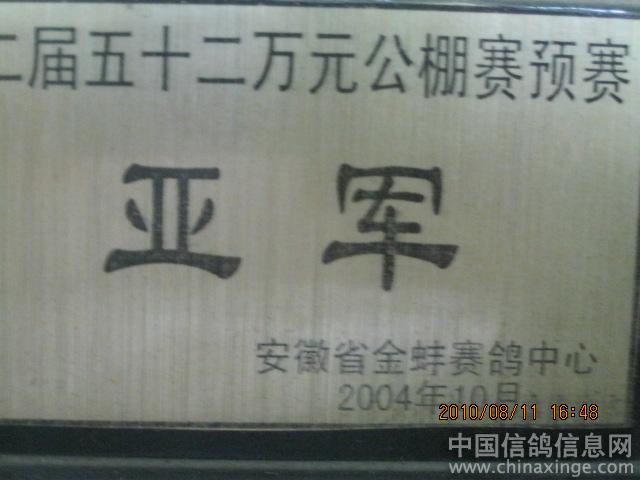 二届五十二万元公棚赛预赛
亚军
安徽省金蚌赛鸽中心
2004年10月
2010/08/11 16:48
中国信鸽信息网
www.chinaxinge.com